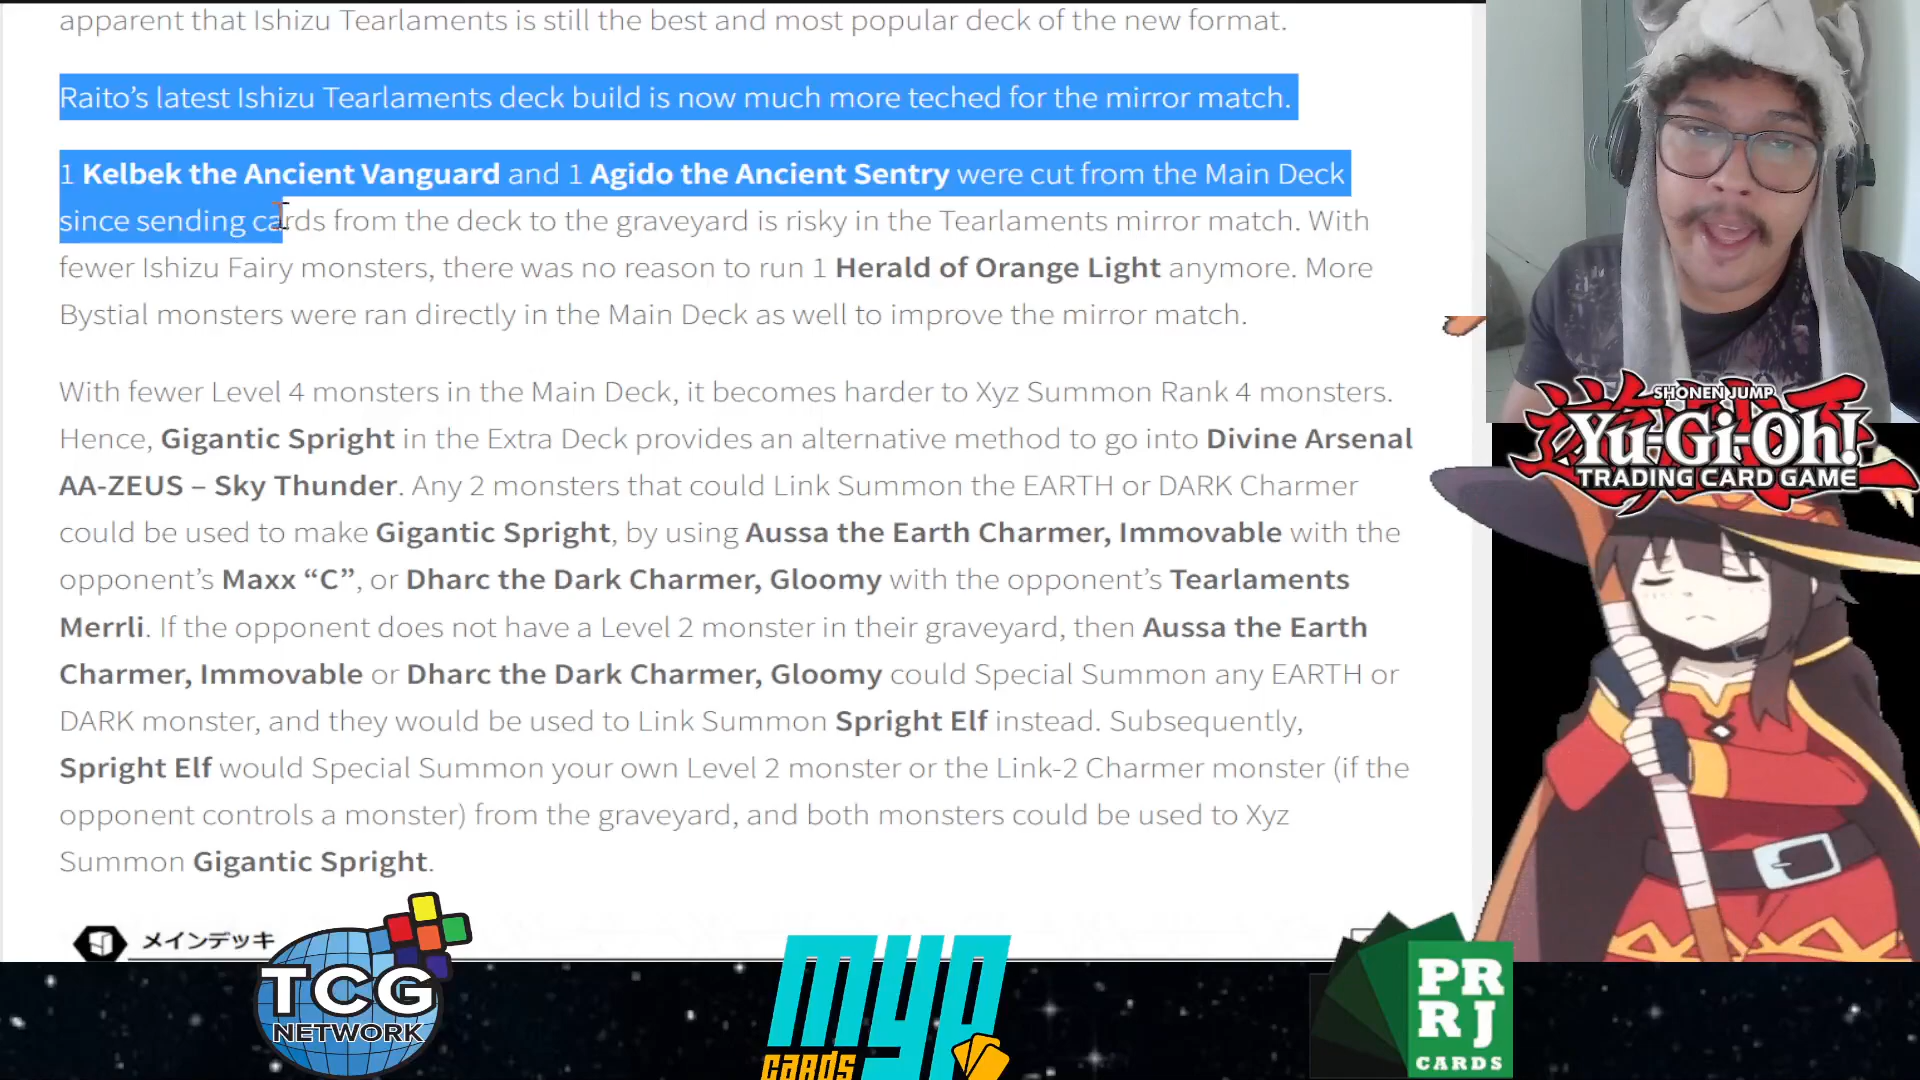 apparent that Ishizu Tearlaments is still the best and most popular deck of the new format.
Raito’s latest Ishizu Tearlaments deck build is now much more teched for the mirror match.
1 Kelbek the Ancient Vanguard and 1 Agido the Ancient Sentry were cut from the Main Deck
since sending cards from the deck to the graveyard is risky in the Tearlaments mirror match. With
fewer Ishizu Fairy monsters, there was no reason to run 1 Herald of Orange Light anymore. More
Bystial monsters were ran directly in the Main Deck as well to improve the mirror match.
With fewer Level 4 monsters in the Main Deck, it becomes harder to Xyz Summon Rank 4 monsters.
Hence, Gigantic Spright in the Extra Deck provides an alternative method to go into Divine Arsenal
AA-ZEUS – Sky Thunder. Any 2 monsters that could Link Summon the EARTH or DARK Charmer
could be used to make Gigantic Spright, by using Aussa the Earth Charmer, Immovable with the
opponent’s Maxx “C”, or Dharc the Dark Charmer, Gloomy with the opponent’s Tearlaments
Merrli. If the opponent does not have a Level 2 monster in their graveyard, then Aussa the Earth
Charmer, Immovable or Dharc the Dark Charmer, Gloomy could Special Summon any EARTH or
DARK monster, and they would be used to Link Summon Spright Elf instead. Subsequently,
Spright Elf would Special Summon your own Level 2 monster or the Link-2 Charmer monster (if the
opponent controls a monster) from the graveyard, and both monsters could be used to Xyz
Summon Gigantic Spright.
メインデッキ
SHONEN JUMP
Yu-Gi-Oh!
TRADING CARD GAME
TCG
NETWORK
myp
cards
PR
RJ
CARDS